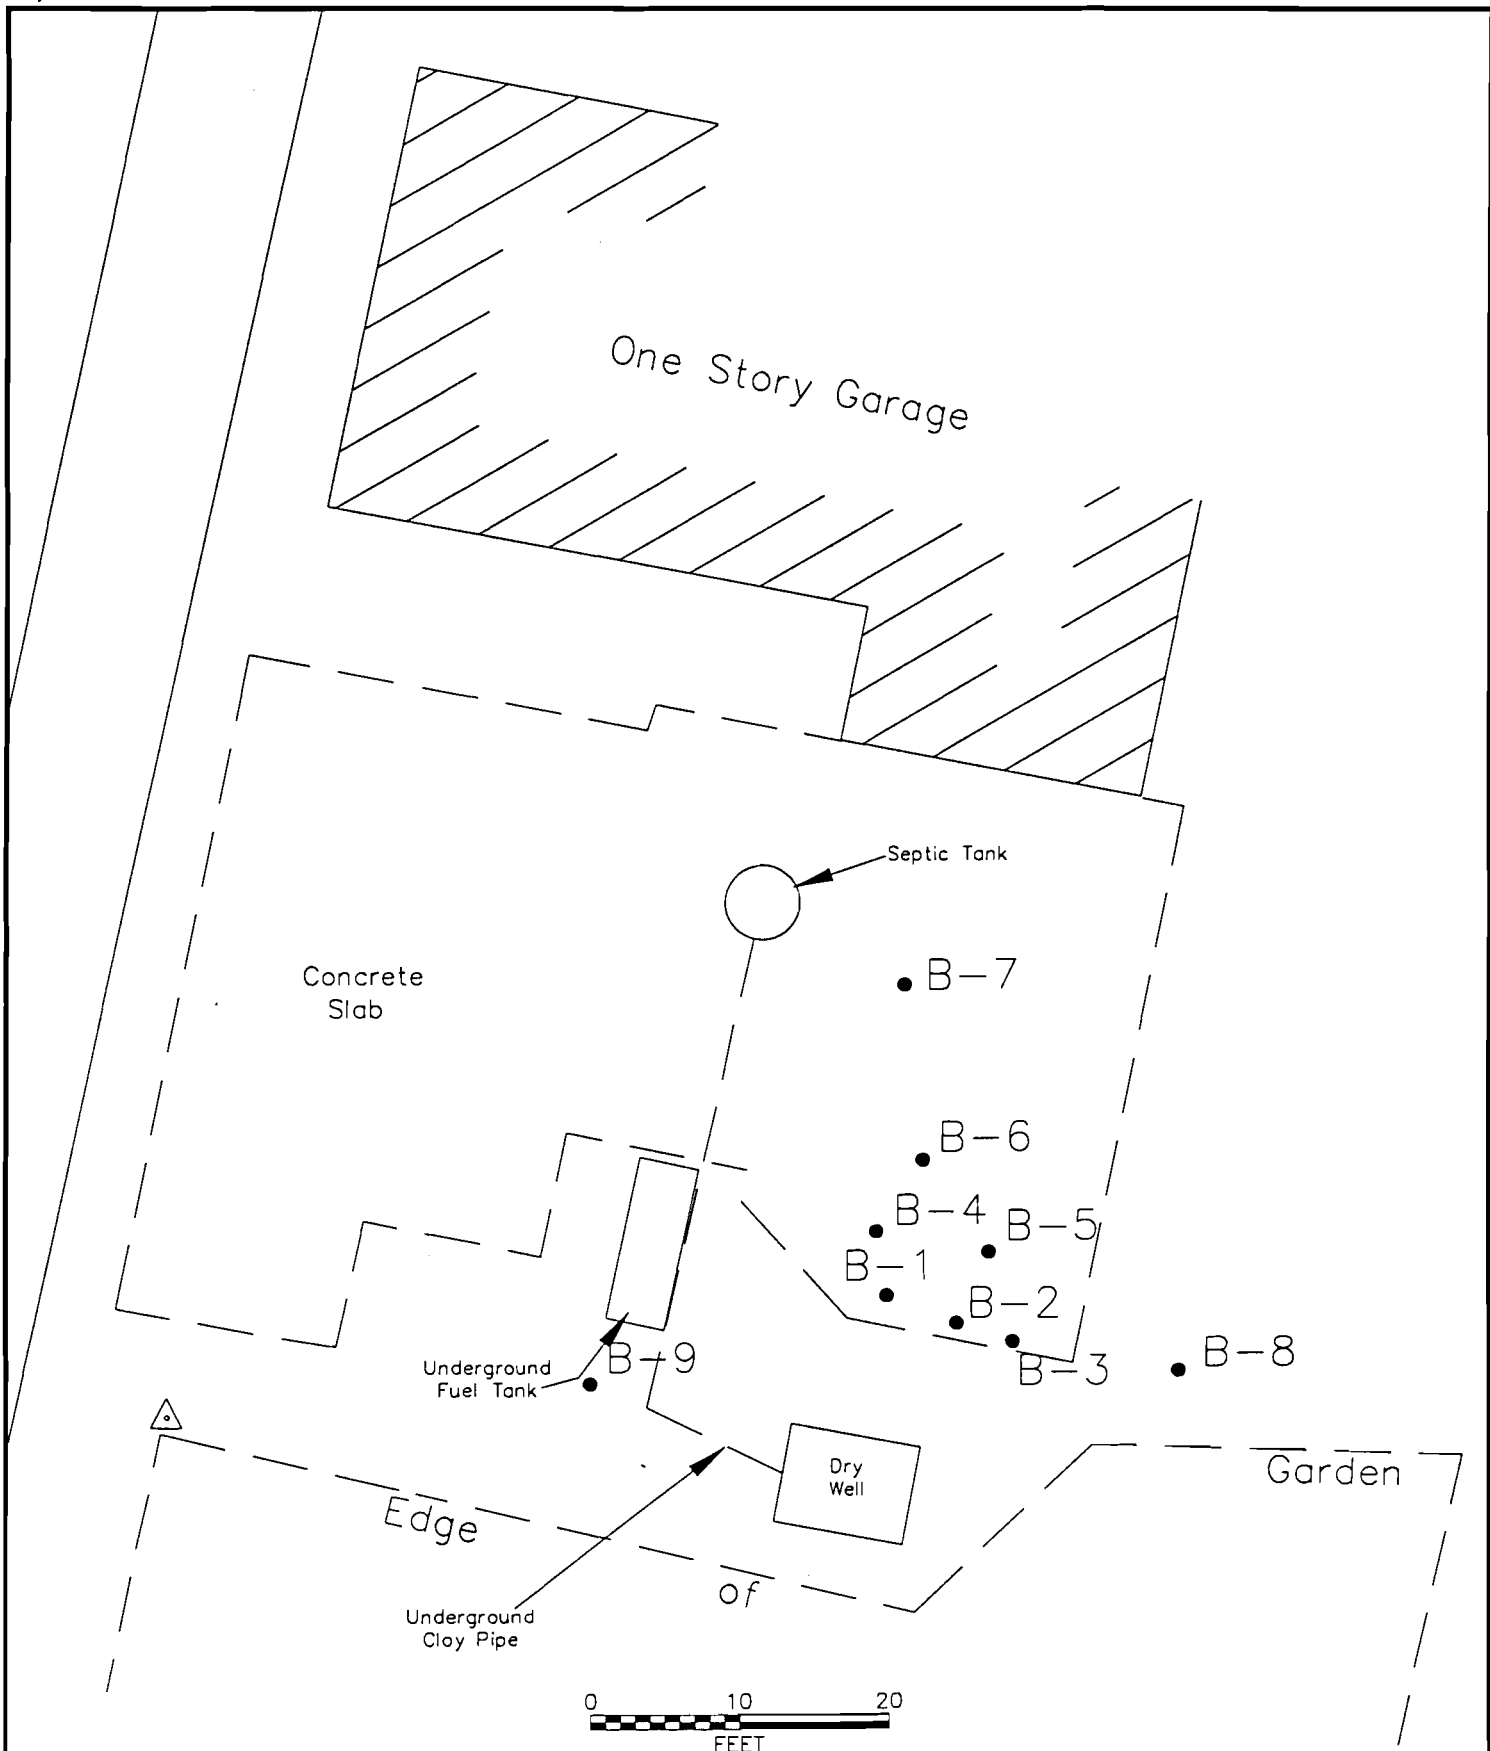 One Story Garage
Septic Tank
Concrete
Slab
B-7
B-6
B-4
B-5
B-1
B-2
B-3
B-8
B-9
Underground
Fuel Tank
Dry
Well
Garden
Edge
of
Underground
Clay Pipe
0 10 20
FEET